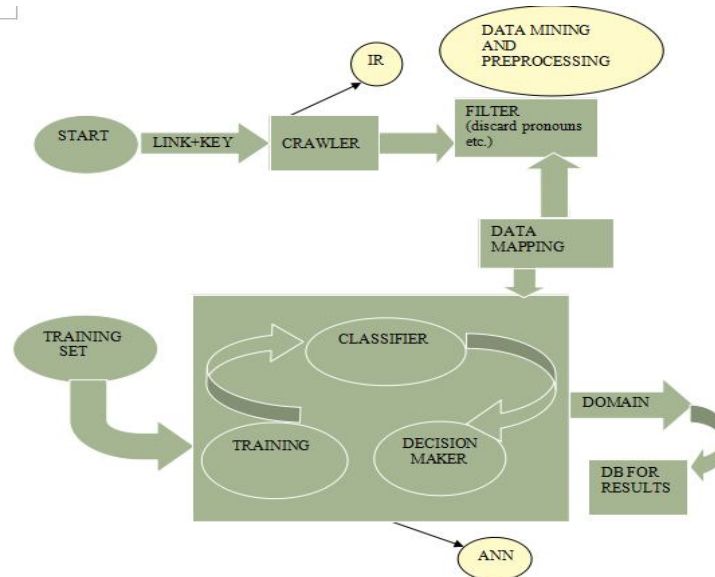 DATA MINING
AND
PREPROCESSING
IR
START
LINK+KEY
CRAWLER
FILTER
(discard pronouns
etc.)
DATA
MAPPING
TRAINING
SET
CLASSIFIER
TRAINING
DECISION
MAKER
DOMAIN
DB FOR
RESULTS
ANN